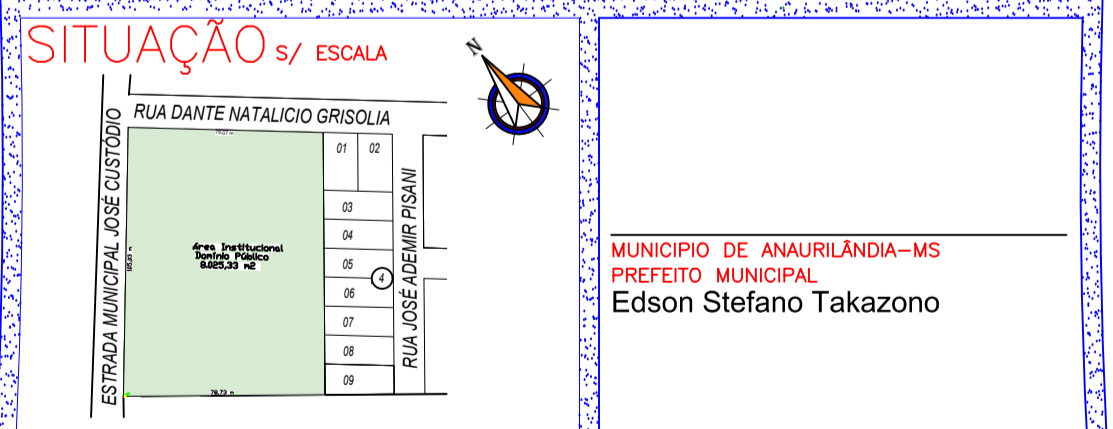 SITUAÇÃO S/ ESCALA
N
RUA DANTE NATALICIO GRISOLIA
ESTRADA MUNICIPAL JOSÉ CUSTÓDIO
01
02
03
04
05
06
07
08
09
4
RUA JOSÉ ADEMIR PISANI
Área Institucional
Domínio Público
8.025,33 m2
79,73 m
MUNICIPIO DE ANAURILÂNDIA-MS
PREFEITO MUNICIPAL
Edson Stefano Takazono